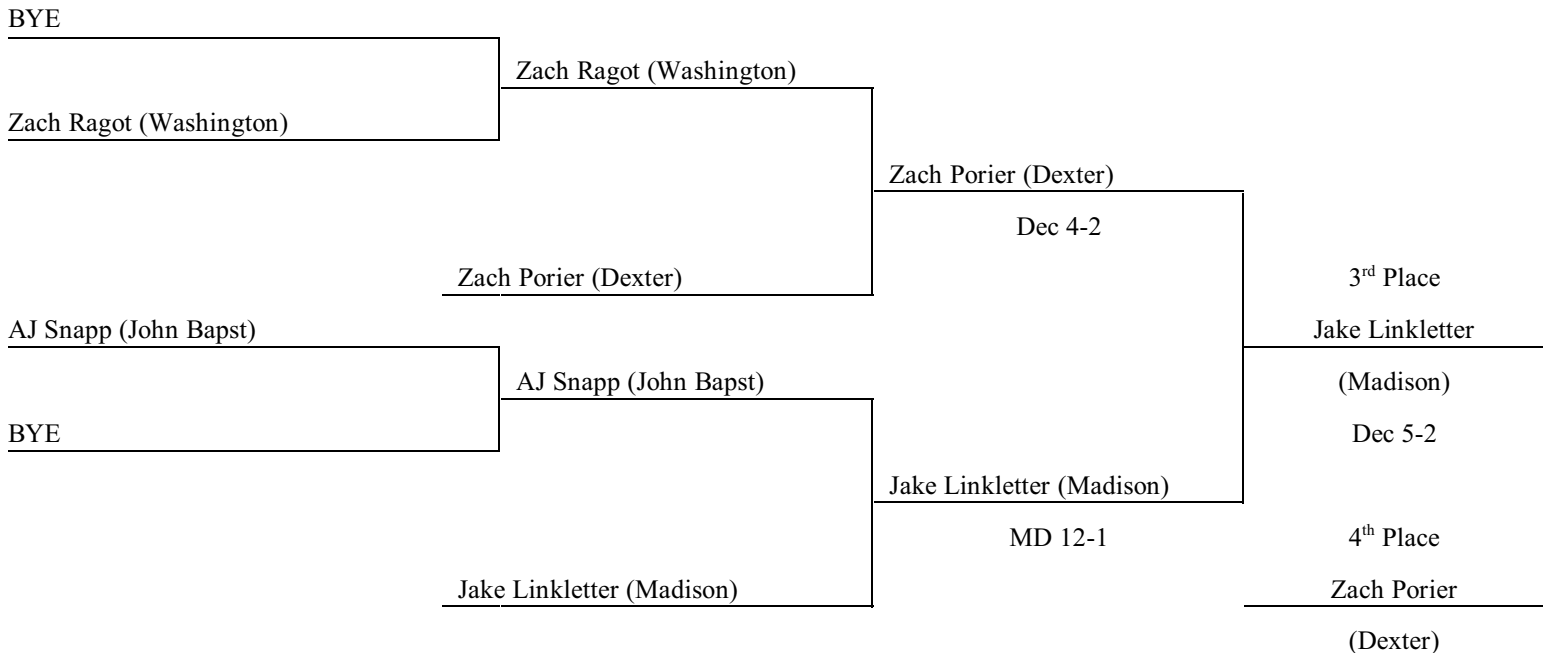 BYE
Zach Ragot (Washington)
Zach Ragot (Washington)
Zach Porier (Dexter)
Dec 4-2
Zach Porier (Dexter)
3rd Place
AJ Snapp (John Bapst)
Jake Linkletter
AJ Snapp (John Bapst)
(Madison)
BYE
Dec 5-2
Jake Linkletter (Madison)
MD 12-1
4th Place
Jake Linkletter (Madison)
Zach Porier
(Dexter)